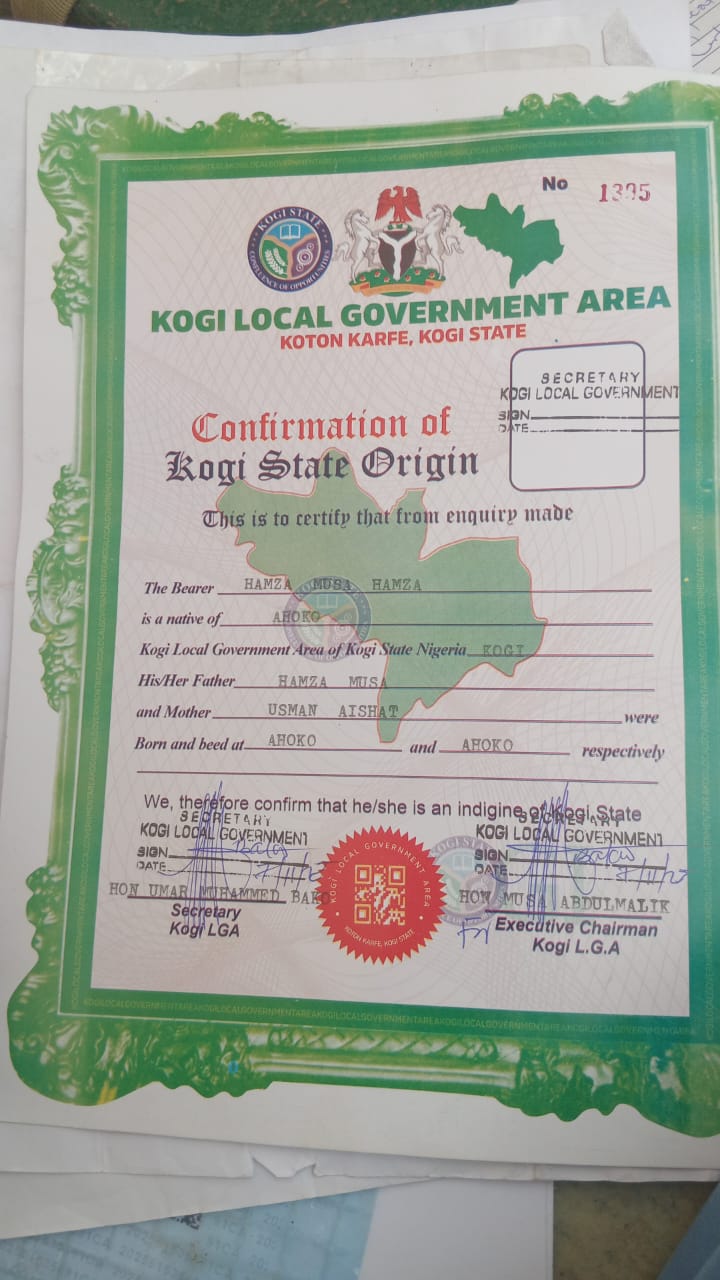 No 1395
KOGI STATE
CONFLUENCE OF OPPORTUNITIES
KOGI LOCAL GOVERNMENT AREA
KOTON KARFE, KOGI STATE
SECRETARY
KOGI LOCAL GOVERNMENT
SIGN
DATE
Confirmation of
Kogi State Origin
This is to certify that from enquiry made
The Bearer HAMZA MUSA HAMZA
is a native of AHOKO
Kogi Local Government Area of Kogi State Nigeria KOGI
His/Her Father HAMZA MUSA
and Mother USMAN AISHAT were
Born and beed at AHOKO and AHOKO respectively
We, therefore confirm that he/she is an indigine of Kogi State
SECRETARY
KOGI LOCAL GOVERNMENT
SIGN
DATE
HON UMAR MUHAMMED BAKO
Secretary
Kogi LGA
KOGI LOCAL GOVERNMENT AREA
KOTON KARFE, KOGI STATE
SECRETARY
KOGI LOCAL GOVERNMENT
SIGN
DATE
HON MUSA ABDULMALIK
Executive Chairman
Kogi L.G.A
KOGILOCALGOVERNMENTAREAKOGILOCALGOVERNMENTAREAKOGILOCALGOVERNMENTAREAKOGILOCALGOVERNMENTAREA